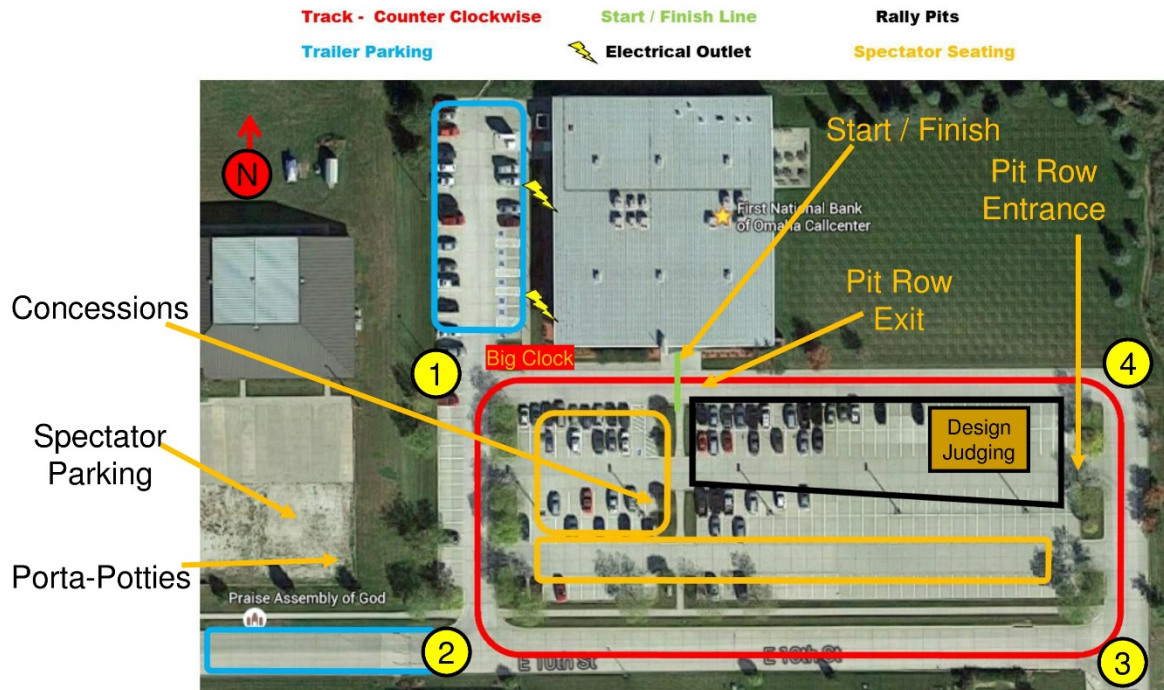 Track - Counter Clockwise
Start / Finish Line
Rally Pits
Trailer Parking
Electrical Outlet
Spectator Seating
N
Start / Finish
Pit Row
Entrance
First National Bank
of Omaha Callcenter
Concessions
Pit Row
Exit
Big Clock
1
4
Design
Judging
Spectator
Parking
Porta-Potties
Praise Assembly of God
2
E 10th St
E 10th St
3